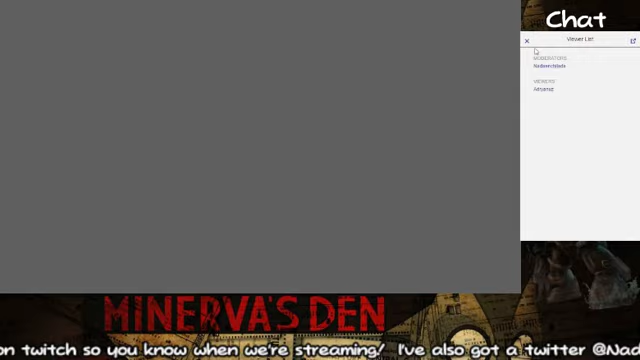 Chat
Viewer List
MODERATORS
VIEWERS
MINERVA'S DEN
on twitch so you know when we're streaming! I've also got a twitter @Nad